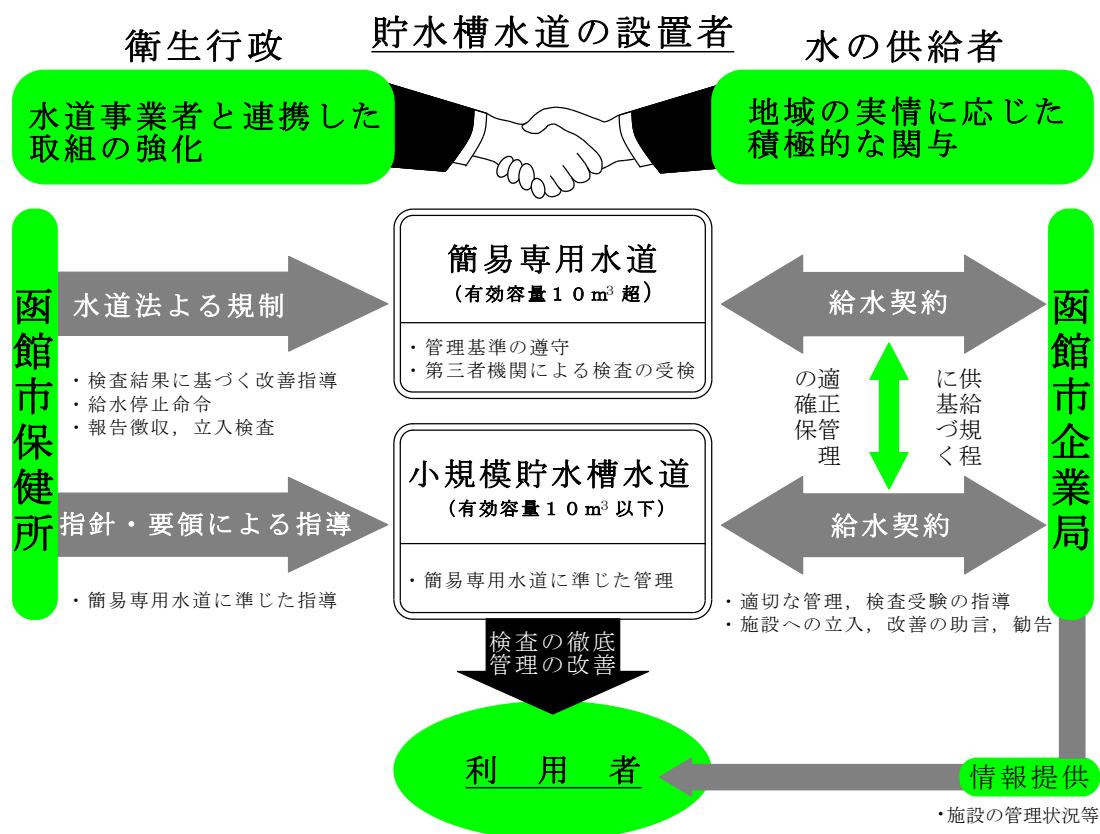 衛生行政
貯水槽水道の設置者
水の供給者
水道事業者と連携した
取組の強化
地域の実情に応じた
積極的な関与
函館市保健所
水道法よる規制
・検査結果に基づく改善指導
・給水停止命令
・報告徴収，立入検査
指針・要領による指導
・簡易専用水道に準じた指導
簡易専用水道
（有効容量１０m³超）
・管理基準の遵守
・第三者機関による検査の受検
小規模貯水槽水道
（有効容量１０m³以下）
・簡易専用水道に準じた管理
給水契約
供給規程
に基づく
適正管理
の確保
給水契約
・適切な管理，検査受験の指導
・施設への立入，改善の助言，勧告
函館市企業局
検査の徹底
管理の改善
利用者
情報提供
・施設の管理状況等